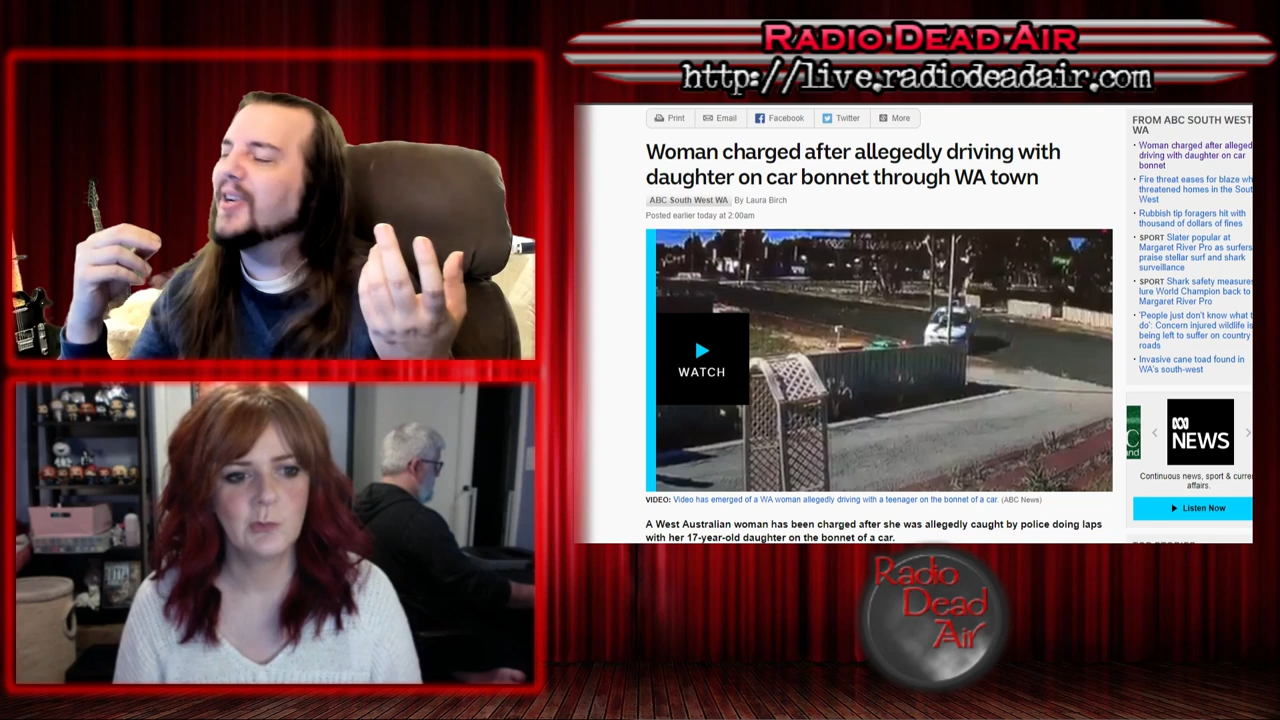 Radio Dead Air
http://live.radiodeadair.com
Print
Email
Facebook
Twitter
More
Woman charged after allegedly driving with
daughter on car bonnet through WA town
ABC South West WA By Laura Birch
Posted earlier today at 2:00am
WATCH
VIDEO: Video has emerged of a WA woman allegedly driving with a teenager on the bonnet of a car. (ABC News)
A West Australian woman has been charged after she was allegedly caught by police doing laps
with her 17-year-old daughter on the bonnet of a car.
FROM ABC SOUTH WEST
WA
Woman charged after alleged
driving with daughter on car
bonnet
Fire threat eases for blaze wh
threatened homes in the Sout
West
Rubbish tip foragers hit with
thousand of dollars of fines
SPORT Slater popular at
Margaret River Pro as surfers
praise stellar surf and shark
surveillance
SPORT Shark safety measure
lure World Champion back to
Margaret River Pro
'People just don't know what t
do': Concern injured wildlife is
being left to suffer on country
roads
Invasive cane toad found in
WA's south-west
NEWS
Continuous news, sport & curre
affairs.
Listen Now
Radio
Dead
Air